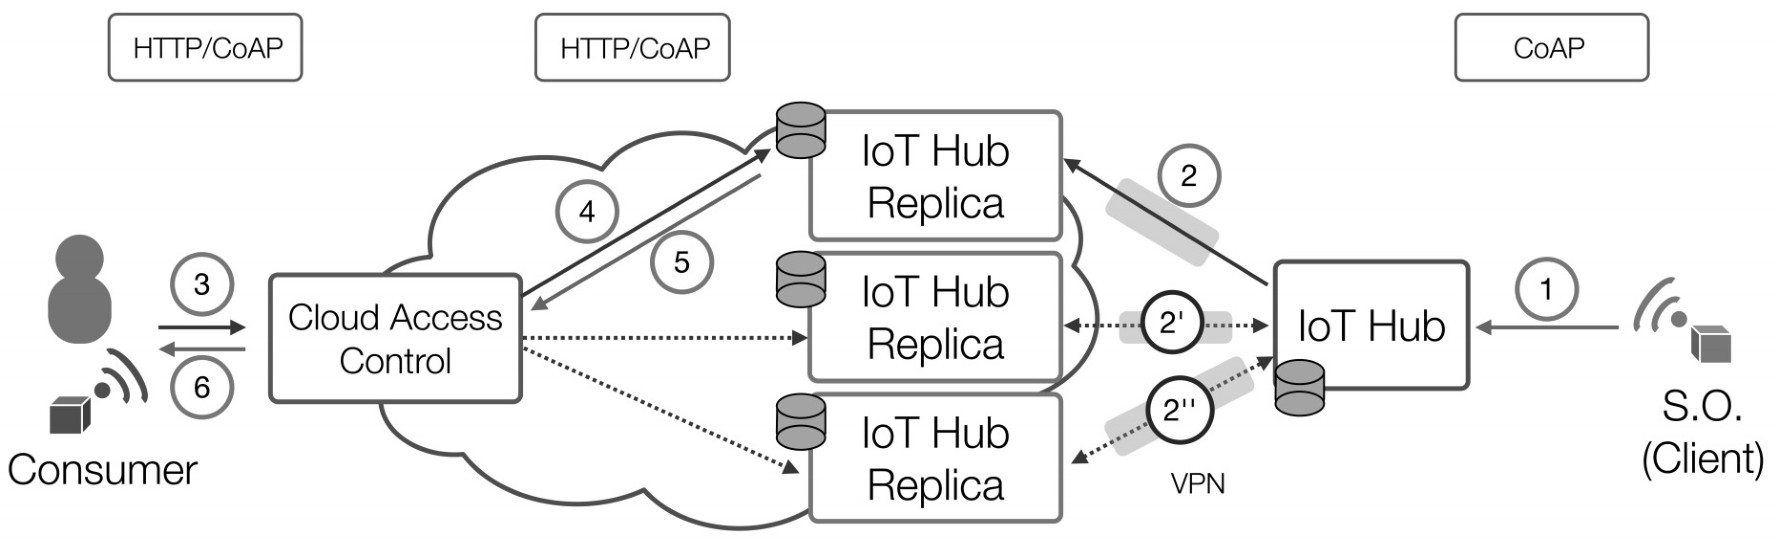 HTTP/CoAP
HTTP/CoAP
CoAP
IoT Hub
Replica
2
4
5
3
Cloud Access
Control
6
Consumer
IoT Hub
Replica
2'
IoT Hub
1
IoT Hub
Replica
2''
VPN
S.O.
(Client)